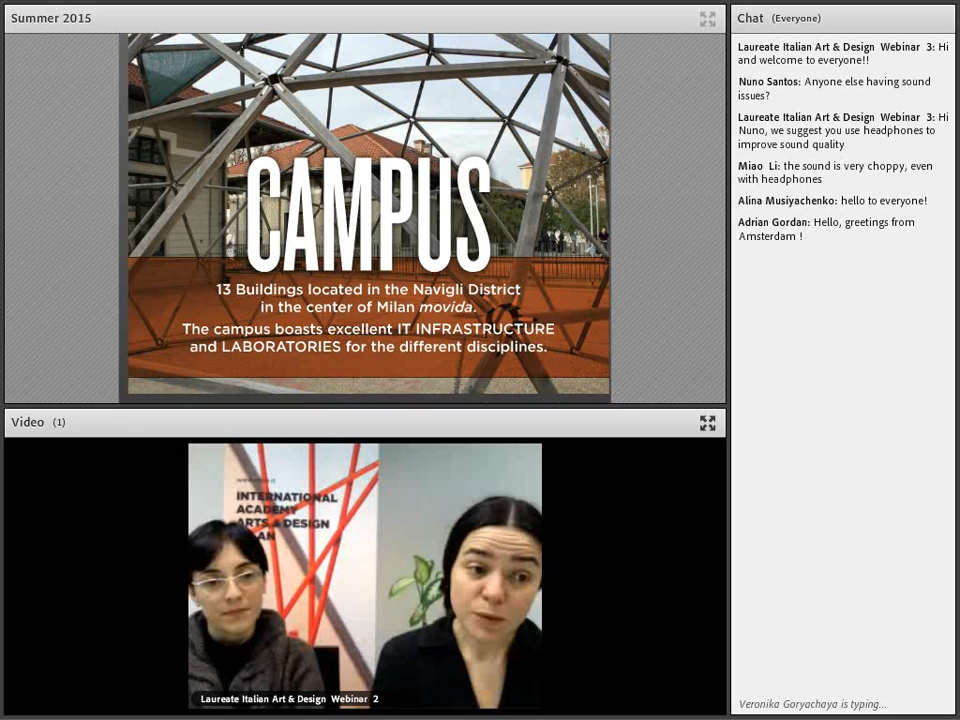 Summer 2015
CAMPUS
13 Buildings located in the Navigli District
in the center of Milan movida.
The campus boasts excellent IT INFRASTRUCTURE
and LABORATORIES for the different disciplines.
Video (1)
INTERNATIONAL
ACADEMY
ARTS & DESIGN
Laureate Italian Art & Design Webinar 2
Chat (Everyone)
Laureate Italian Art & Design Webinar 3: Hi
and welcome to everyone!!
Nuno Santos: Anyone else having sound
issues?
Laureate Italian Art & Design Webinar 3: Hi
Nuno, we suggest you use headphones to
improve sound quality
Miao Li: the sound is very choppy, even
with headphones
Alina Musiyachenko: hello to everyone!
Adrian Gordan: Hello, greetings from
Amsterdam !
Veronika Goryachaya is typing...